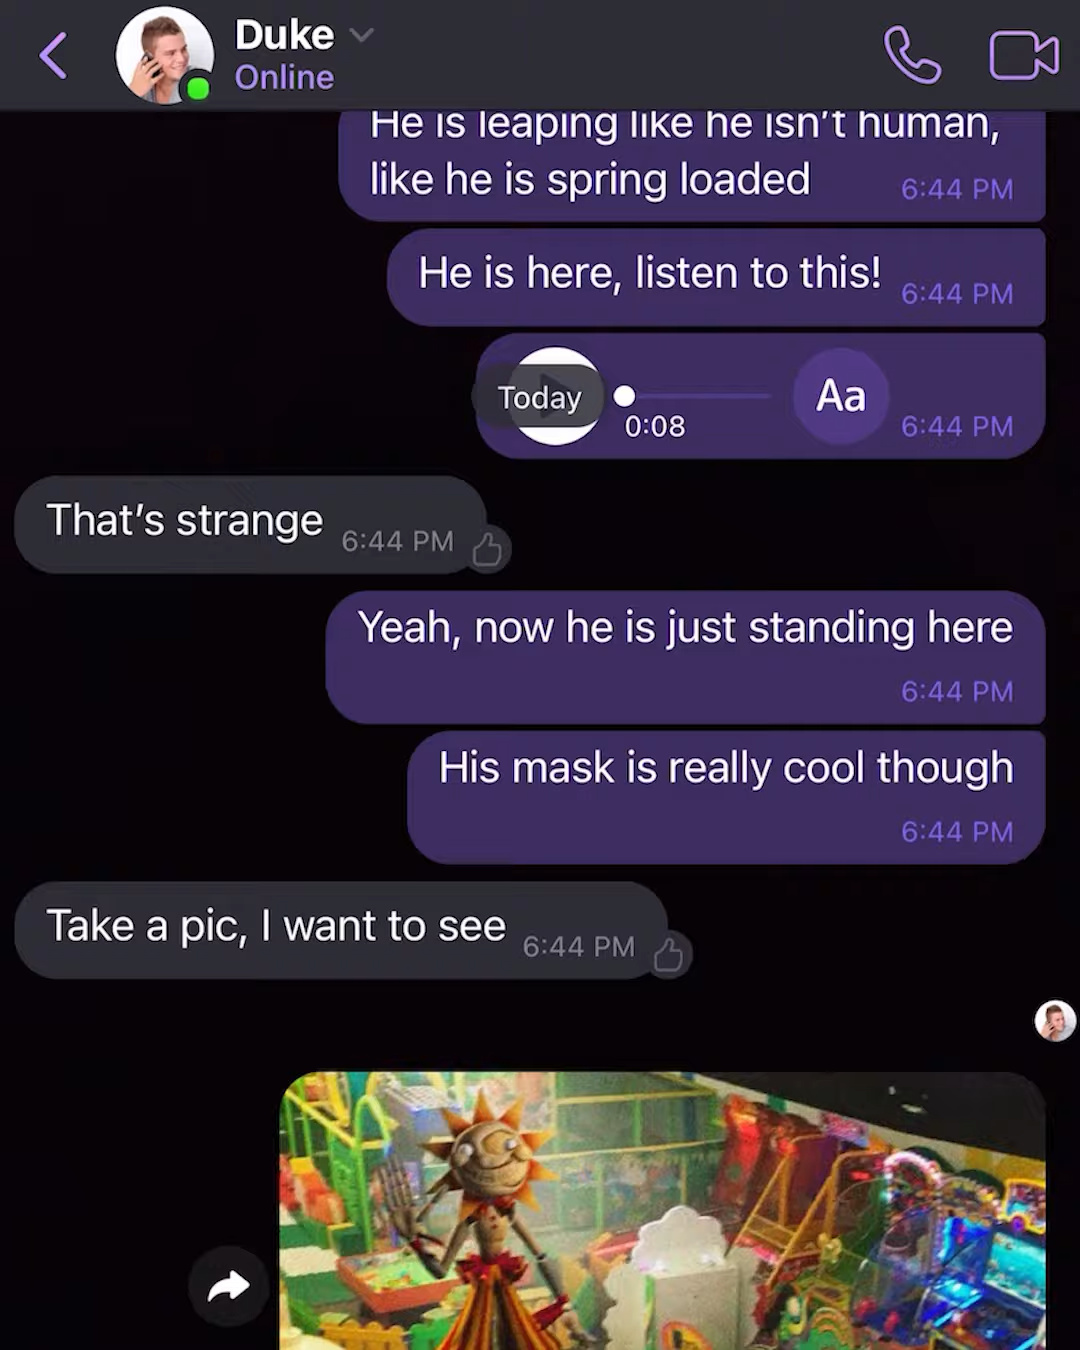 Duke
Online
He is leaping like he isn't human,
like he is spring loaded
6:44 PM
He is here, listen to this!
6:44 PM
Today
0:08
Aa
6:44 PM
That's strange
6:44 PM
Yeah, now he is just standing here
6:44 PM
His mask is really cool though
6:44 PM
Take a pic, I want to see
6:44 PM